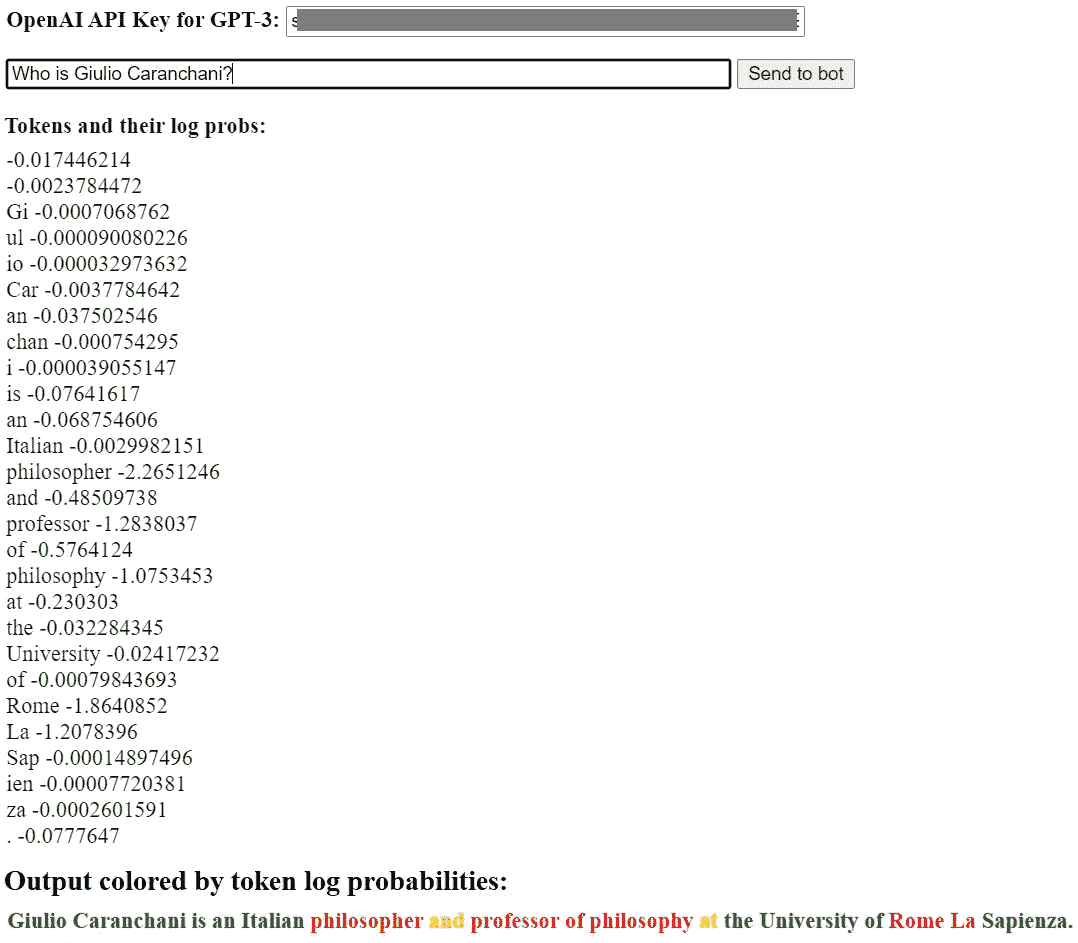 OpenAI API Key for GPT-3:
Who is Giulio Caranchani? Send to bot
Tokens and their log probs:
-0.017446214
-0.0023784472
Gi -0.0007068762
ul -0.000090080226
io -0.000032973632
Car -0.0037784642
an -0.037502546
chan -0.000754295
i -0.000039055147
is -0.07641617
an -0.068754606
Italian -0.0029982151
philosopher -2.2651246
and -0.48509738
professor -1.2838037
of -0.5764124
philosophy -1.0753453
at -0.230303
the -0.032284345
University -0.02417232
of -0.00079843693
Rome -1.8640852
La -1.2078396
Sap -0.00014897496
ien -0.00007720381
za -0.0002601591
. -0.0777647
Output colored by token log probabilities:
Giulio Caranchani is an Italian philosopher and professor of philosophy at the University of Rome La Sapienza.